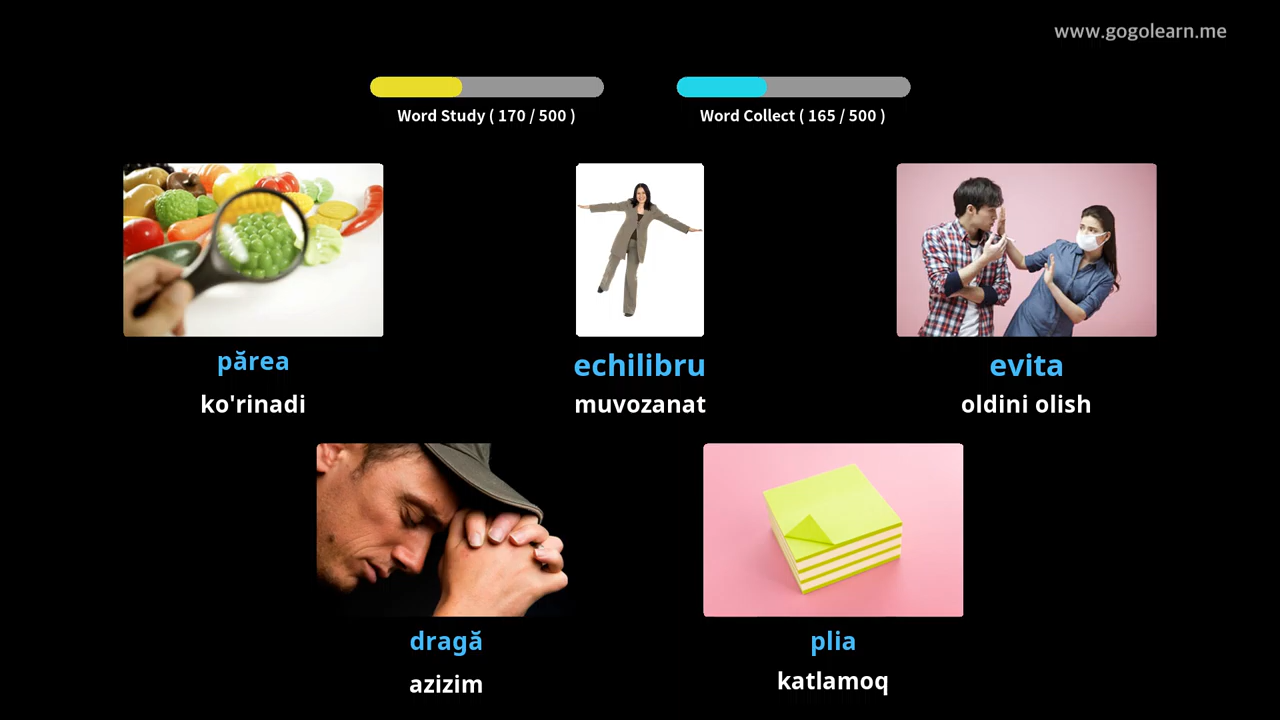 www.gogolearn.me
Word Study ( 170 / 500 )
Word Collect ( 165 / 500 )
părea
echilibru
evita
ko'rinadi
muvozanat
oldini olish
dragă
plia
azizim
katlamoq